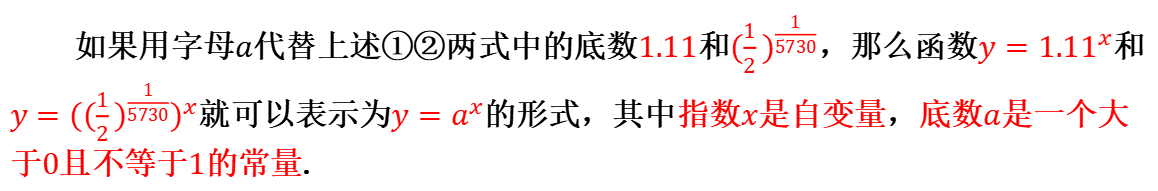 如果用字母a代替上述①②两式中的底数1.11和(\frac{1}{2})^{\frac{1}{5730}}，那么函数y = 1.11^x和
y = ((\frac{1}{2})^{\frac{1}{5730}})^x就可以表示为y = a^x的形式，其中指数x是自变量，底数a是一个大
于0且不等于1的常量.